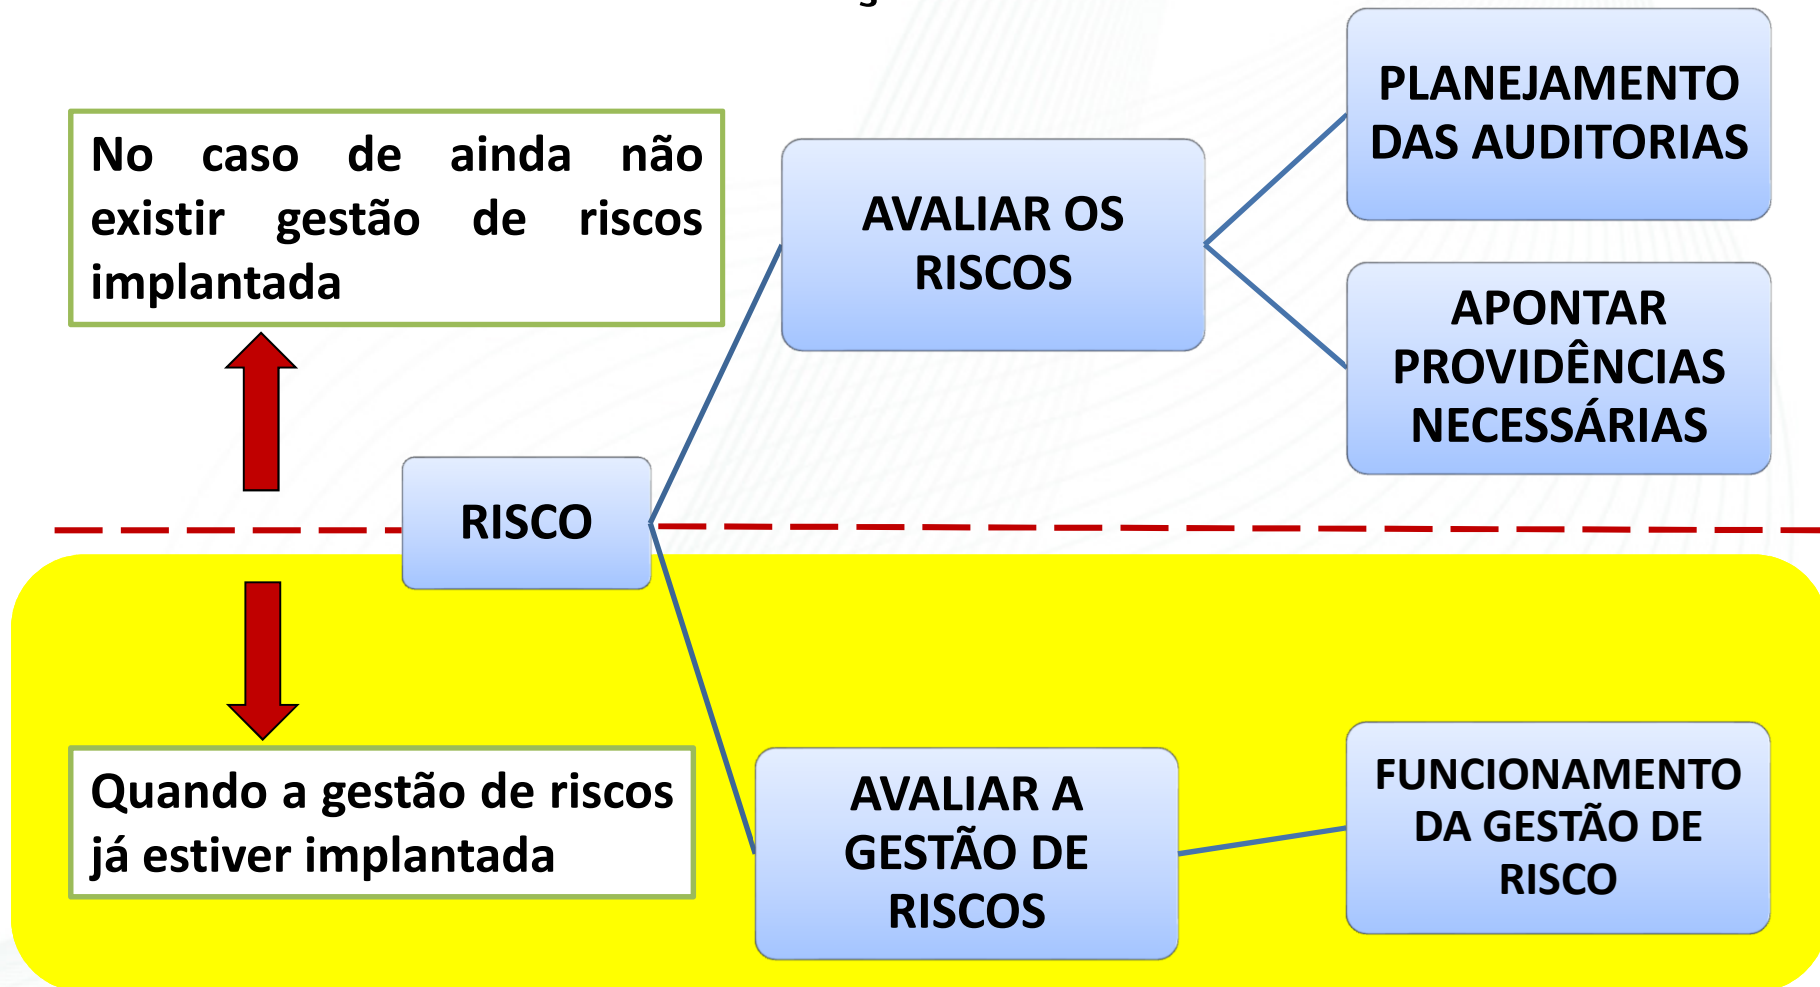 PLANEJAMENTO
DAS AUDITORIAS
No caso de ainda não
existir gestão de riscos
implantada
AVALIAR OS
RISCOS
APONTAR
PROVIDÊNCIAS
NECESSÁRIAS
RISCO
Quando a gestão de riscos
já estiver implantada
AVALIAR A
GESTÃO DE
RISCOS
FUNCIONAMENTO
DA GESTÃO DE
RISCO